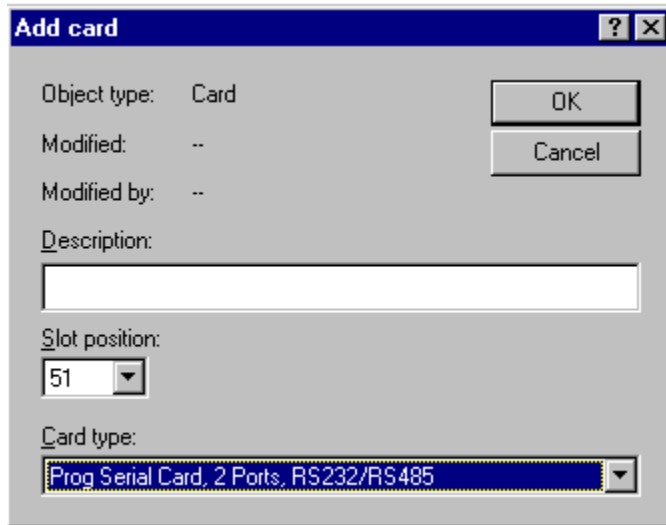 Add card
Object type: Card
OK
Modified: --
Cancel
Modified by: --
Description:
Slot position:
51
Card type:
Prog Serial Card, 2 Ports, RS232/RS485